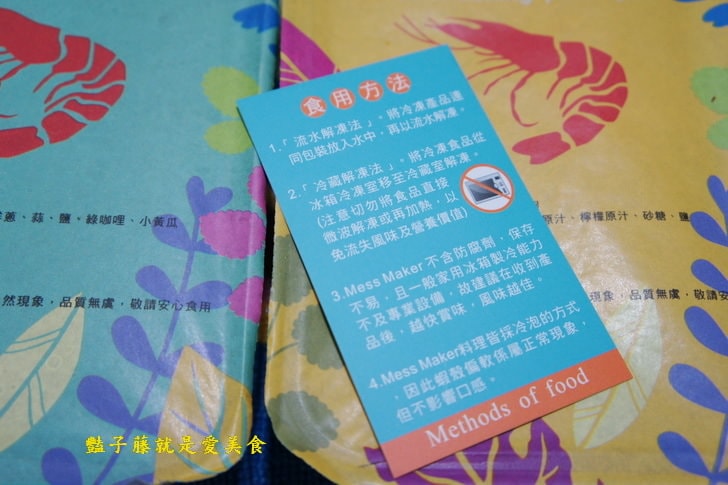 食用方法
1.「流水解凍法」。將冷凍產品連
同包裝放入水中，再以流水解凍。
2.「冷藏解凍法」。將冷凍食品從
冰箱冷凍室移至冷藏室解凍。
(注意切勿將食品直接
微波解凍或再加熱，以
免流失風味及營養價值)
3.Mess Maker 不含防腐劑，保存
不易，且一般家用冰箱製冷能力
不及專業設備，故建議在收到產
品後，越快賞味，風味越佳。
4.Mess Maker料理皆採冷泡的方式
，因此蝦殼偏軟係屬正常現象，
但不影響口感。
Methods of food
蔥、蒜、鹽。綠咖哩、小黃瓜
然現象，品質無虞，敬請安心食用
原汁、檸檬原汁、砂糖、鹽
現象，品質無虞，敬請安
豔子藤就是愛美食